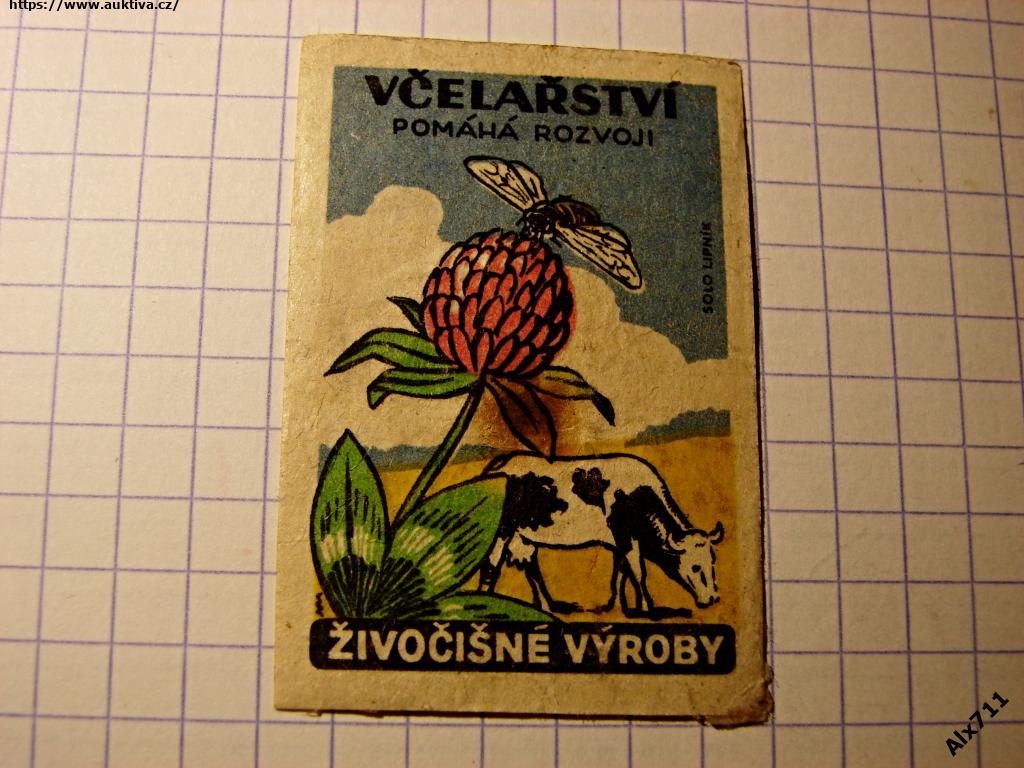 https://www.auktiva.cz/
VČELAŘSTVÍ
POMÁHÁ ROZVOJI
SOLO LIPNÍK
ŽIVOČIŠNÉ VÝROBY
Alx711